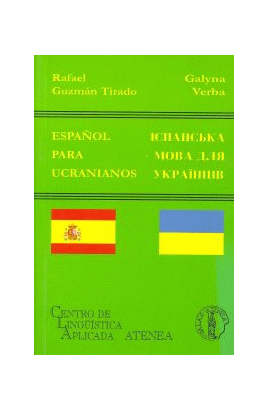 Rafael
Guzmán Tirado
Galyna
Verba
ESPAÑOL
PARA
UCRANIANOS
ІСПАНСЬКА
МОВА ДЛЯ
УКРАЇНЦІВ
CENTRO DE
LINGÜÍSTICA
APLICADA ATENEA